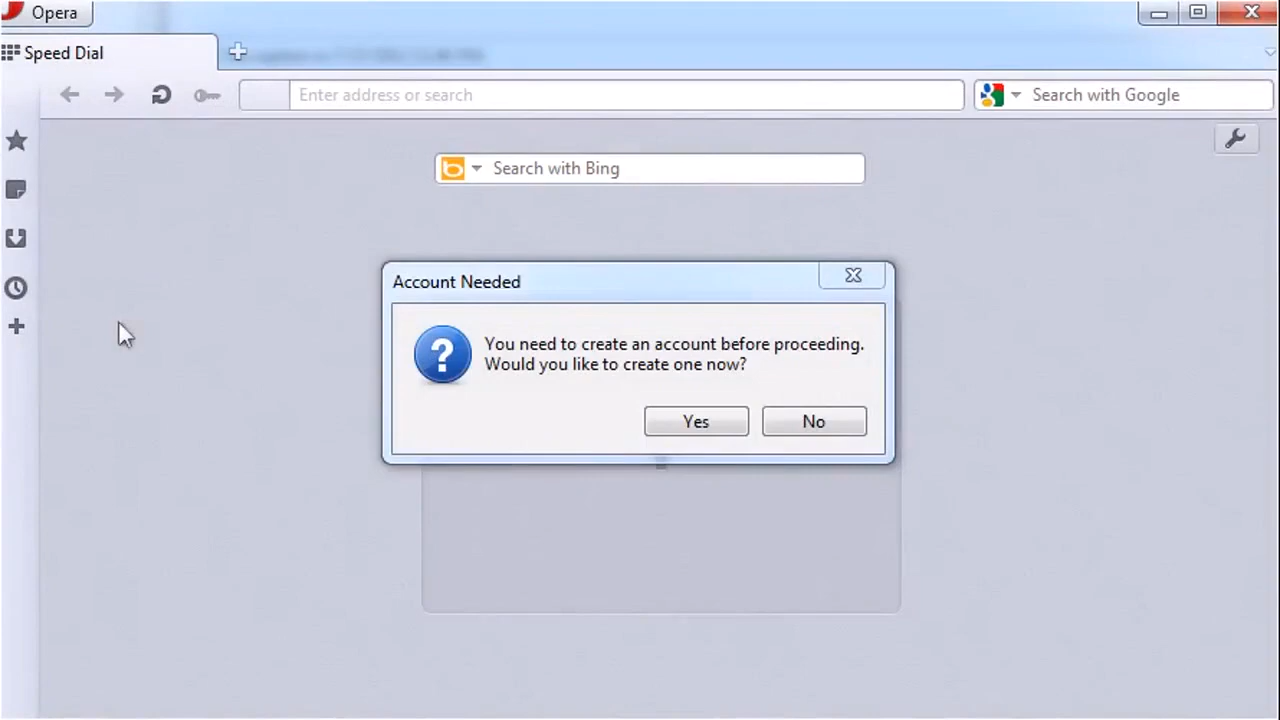 Opera
Speed Dial
Enter address or search
Search with Google
Search with Bing
Account Needed
You need to create an account before proceeding.
Would you like to create one now?
Yes
No